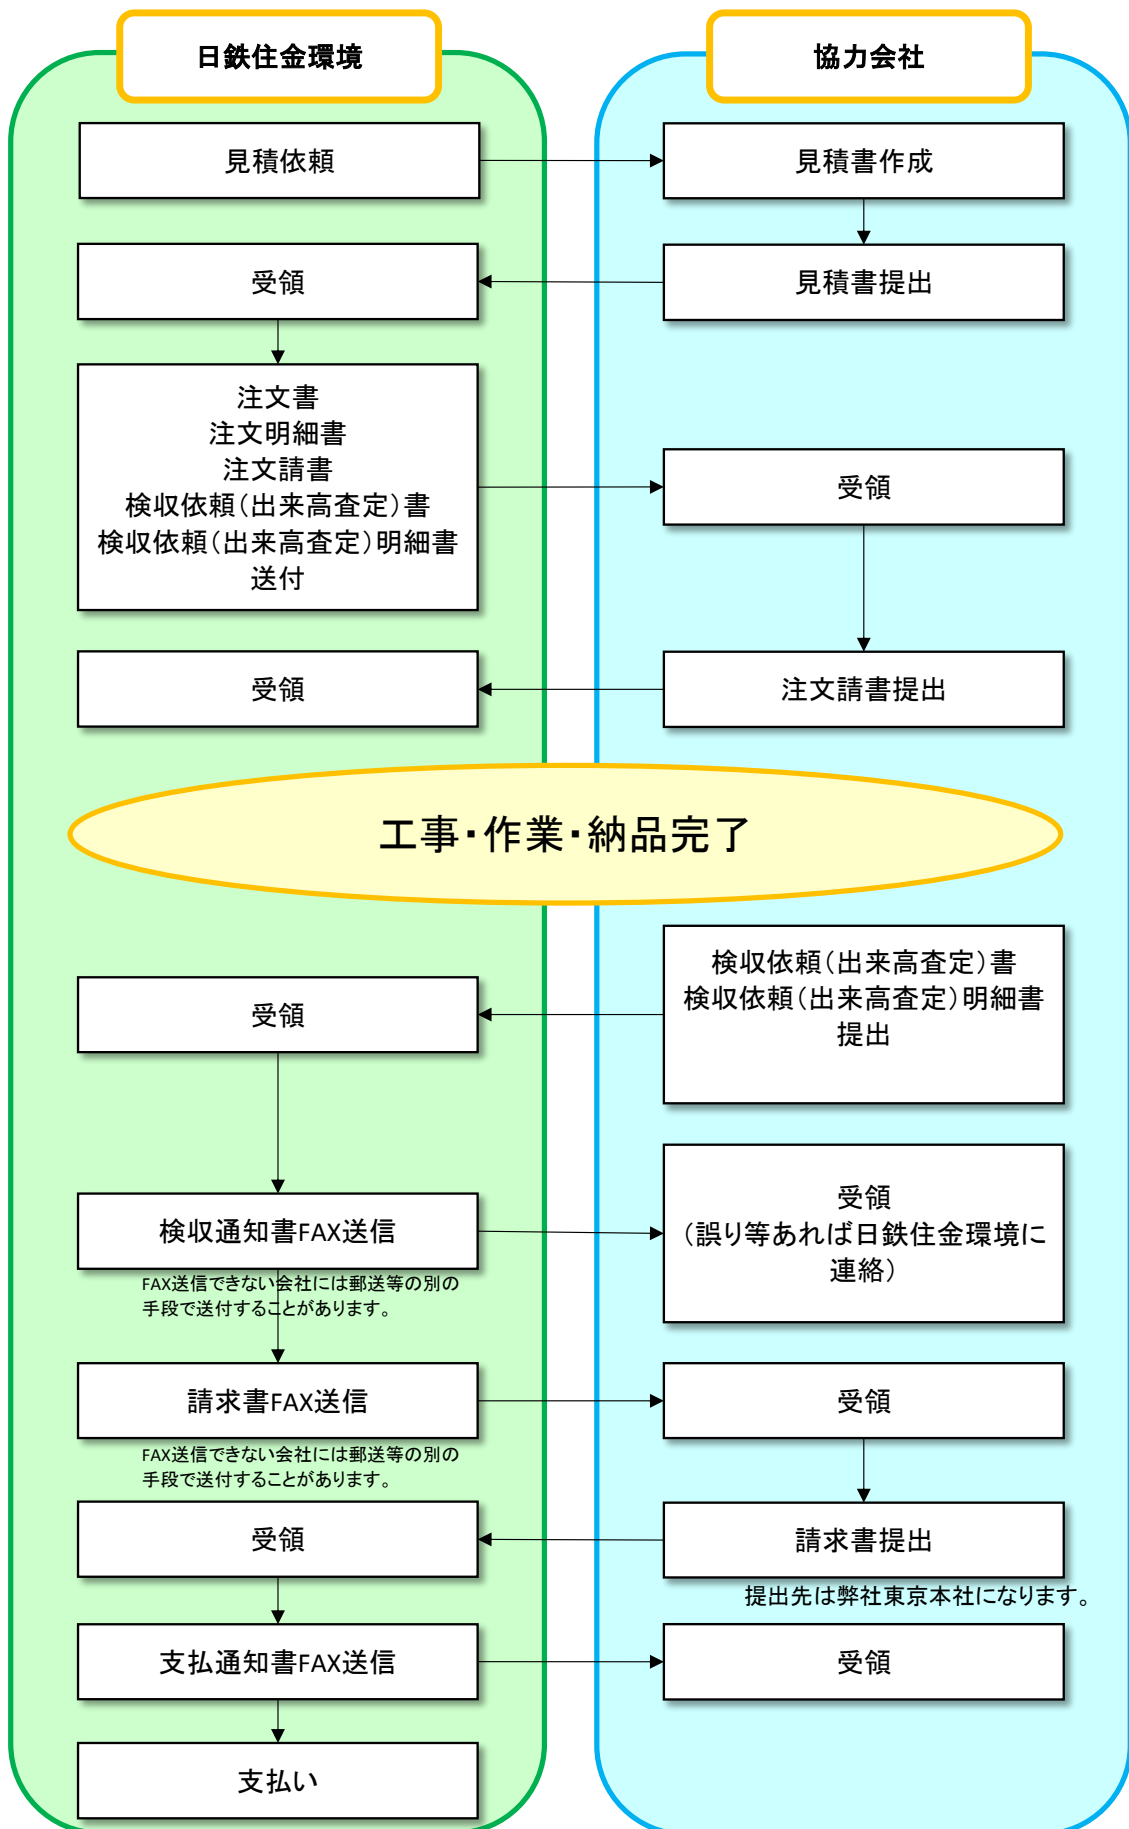 日鉄住金環境
協力会社
見積依頼
見積書作成
受領
見積書提出
注文書
注文明細書
注文請書
検収依頼（出来高査定）書
検収依頼（出来高査定）明細書
送付
受領
受領
注文請書提出
工事・作業・納品完了
検収依頼（出来高査定）書
検収依頼（出来高査定）明細書
提出
受領
検収通知書FAX送信
FAX送信できない会社には郵送等の別の
手段で送付することがあります。
受領
（誤り等あれば日鉄住金環境に
連絡）
請求書FAX送信
FAX送信できない会社には郵送等の別の
手段で送付することがあります。
受領
受領
請求書提出
提出先は弊社東京本社になります。
支払通知書FAX送信
受領
支払い